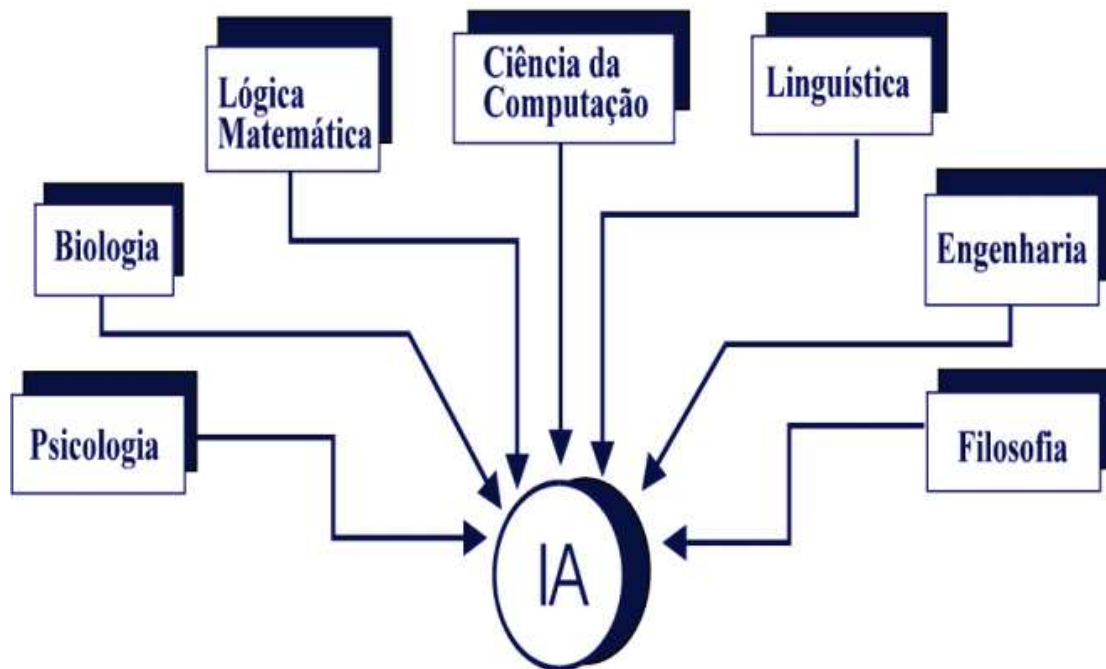 Lógica
Matemática
Ciência da
Computação
Linguística
Biologia
Engenharia
Psicologia
Filosofia
IA